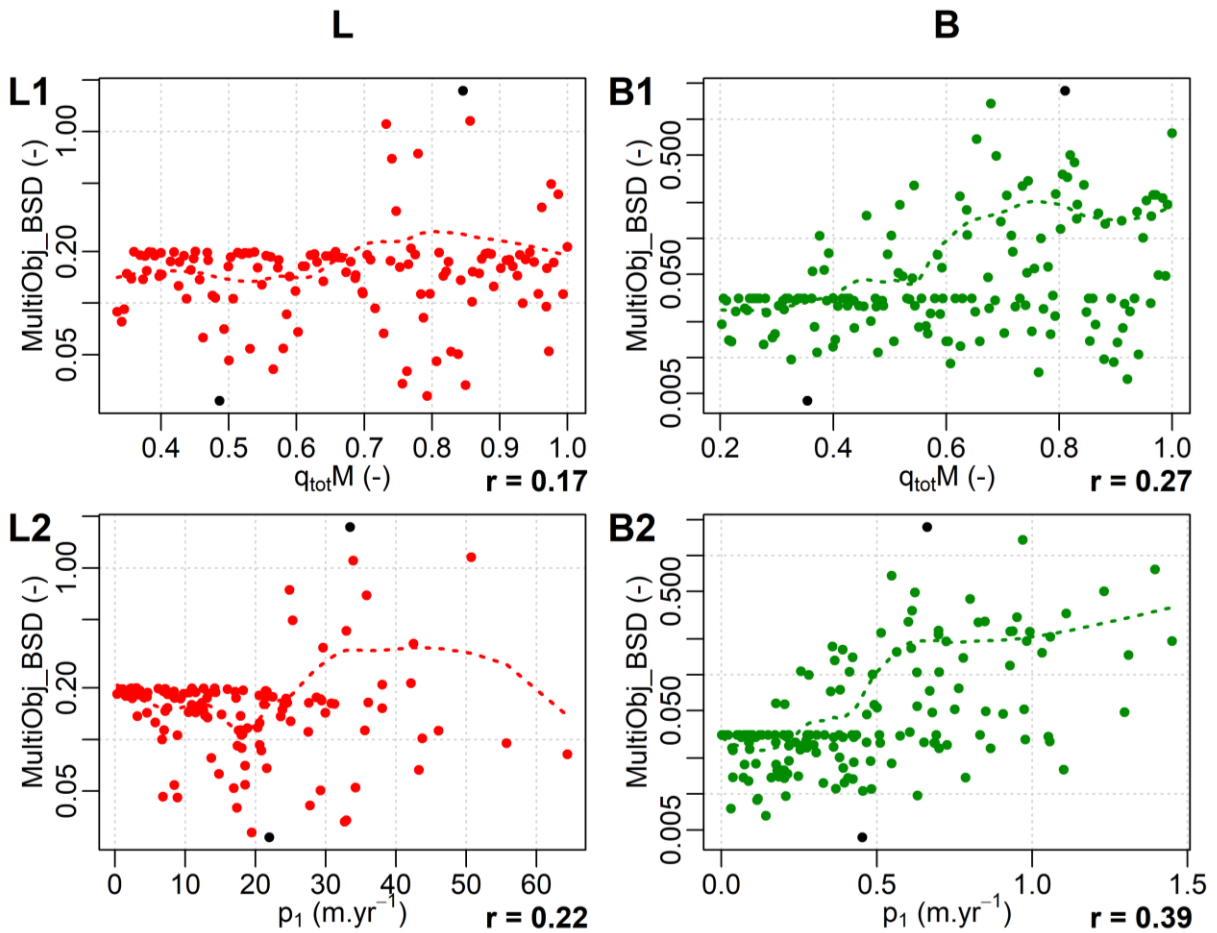 L B
L1 B1
MultiObj_BSD (-)
1.00
0.20
0.05
0.4 0.5 0.6 0.7 0.8 0.9 1.0
qtotM (-)
r = 0.17
MultiObj_BSD (-)
0.500
0.050
0.005
0.2 0.4 0.6 0.8 1.0
qtotM (-)
r = 0.27
L2 B2
MultiObj_BSD (-)
1.00
0.20
0.05
0 10 20 30 40 50 60
p1 (m.yr−1)
r = 0.22
MultiObj_BSD (-)
0.500
0.050
0.005
0.0 0.5 1.0 1.5
p1 (m.yr−1)
r = 0.39